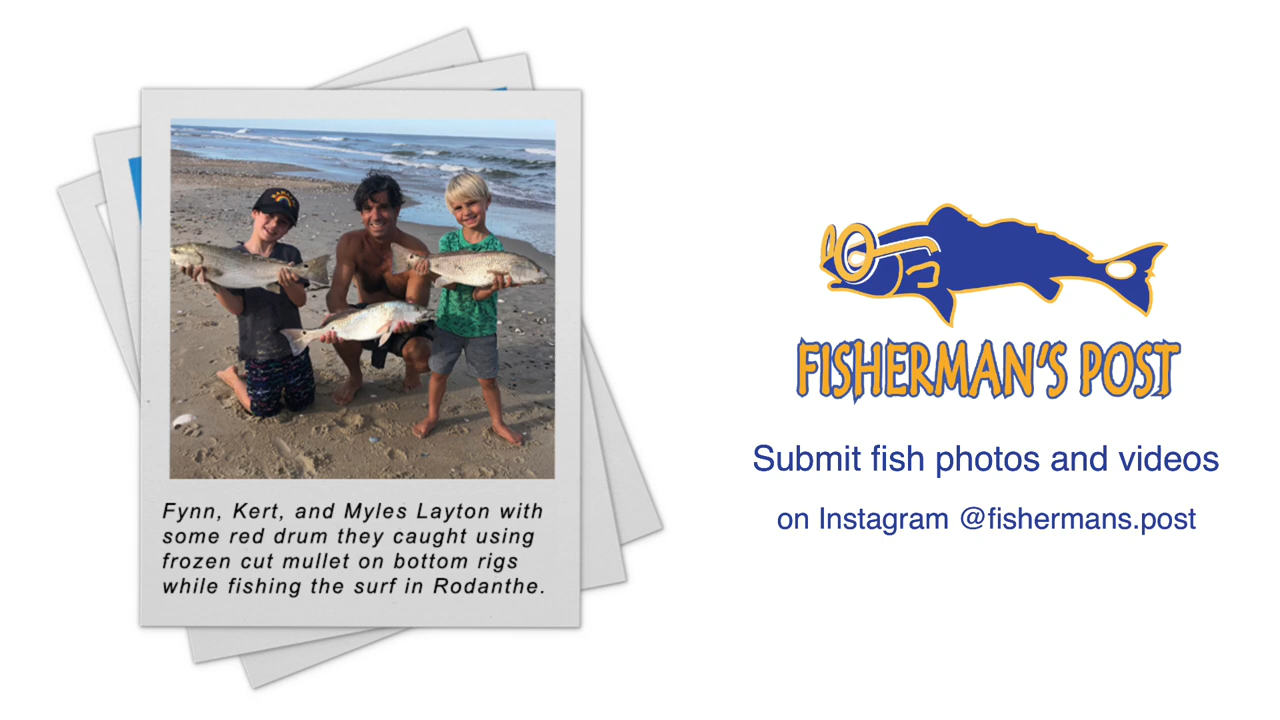 Fynn, Kert, and Myles Layton with
some red drum they caught using
frozen cut mullet on bottom rigs
while fishing the surf in Rodanthe.
FISHERMAN'S POST
Submit fish photos and videos
on Instagram @fishermans.post